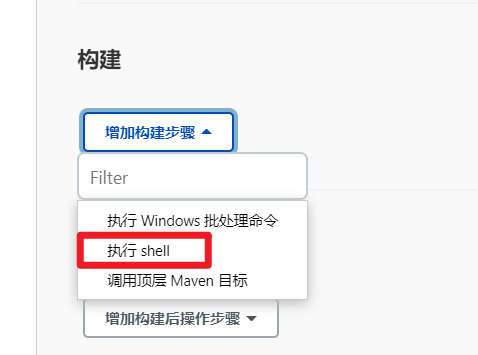 构建
增加构建步骤
Filter
执行 Windows 批处理命令
执行 shell
调用顶层 Maven 目标
增加构建后操作步骤